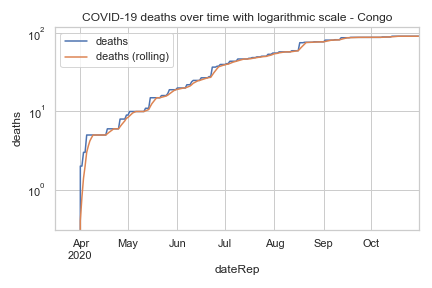 COVID-19 deaths over time with logarithmic scale - Congo
deaths
deaths (rolling)
10²
10¹
10⁰
deaths
Apr
2020
May
Jun
Jul
Aug
Sep
Oct
dateRep